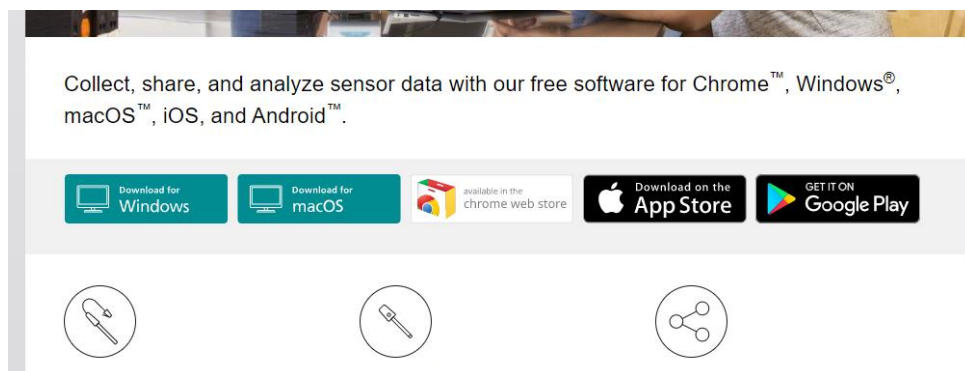 Collect, share, and analyze sensor data with our free software for Chrome™, Windows®,
macOS™, iOS, and Android™.
Download for
Windows
Download for
macOS
available in the
chrome web store
Download on the
App Store
GET IT ON
Google Play